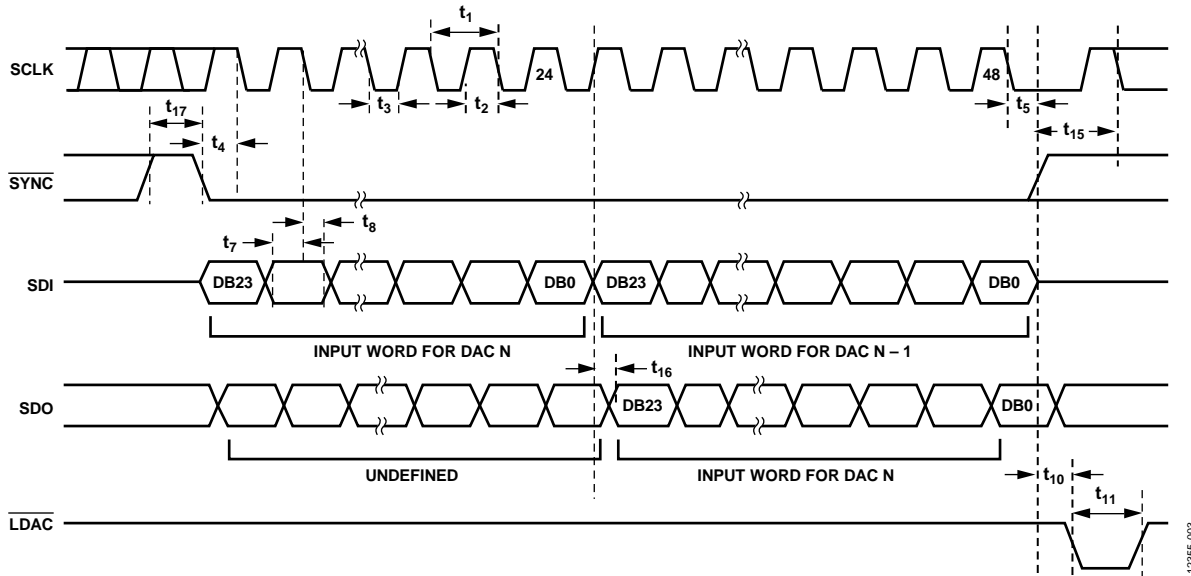 t1
SCLK
24
48
t3
t2
t5
t17
t4
t15
SYNC
t8
t7
SDI
DB23
DB0
DB23
DB0
INPUT WORD FOR DAC N
INPUT WORD FOR DAC N – 1
t16
SDO
DB23
DB0
UNDEFINED
INPUT WORD FOR DAC N
t10
t11
LDAC
12355-003